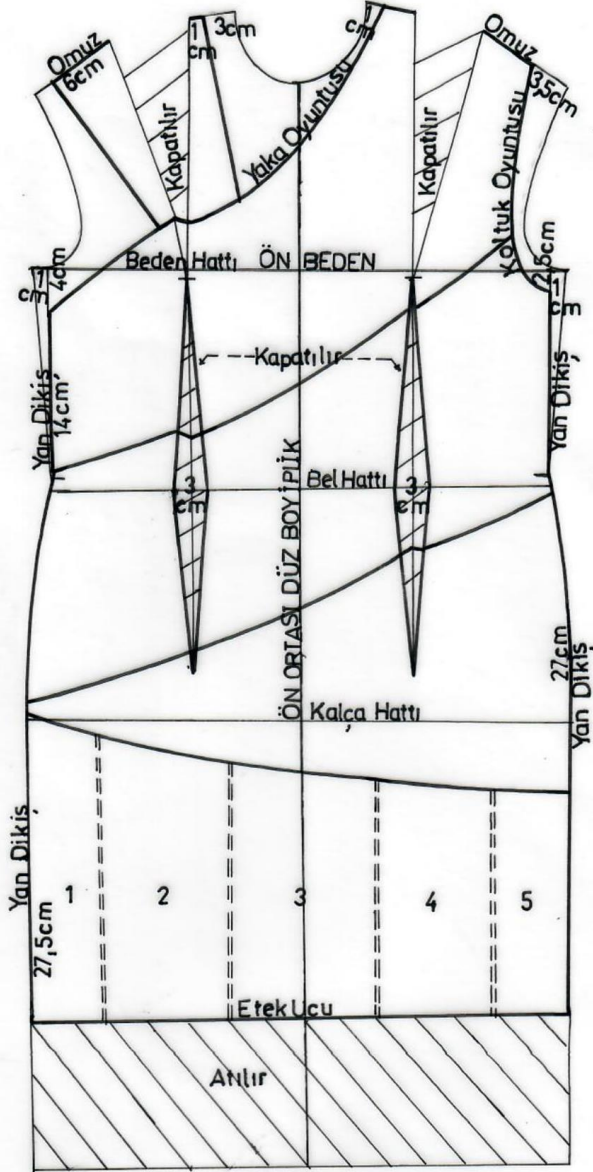 1 cm
3cm
1 cm
Omuz
6cm
Omuz
3,5cm
Kapatılır
Yaka Oyuntusu
Kapatılır
Koltuk Oyuntusu
2,5cm
1 cm
4cm
Beden Hattı ÖN BEDEN
1 cm
Yan Dikiş
14cm
Kapatılır
Yan Dikiş
3 cm
Bel Hattı
3 cm
ÖN ORTASI DÜZ BOY İPLİK
27cm
Yan Dikiş
Kalça Hattı
Yan Dikiş
27,5cm
1
2
3
4
5
Etek Ucu
Atılır